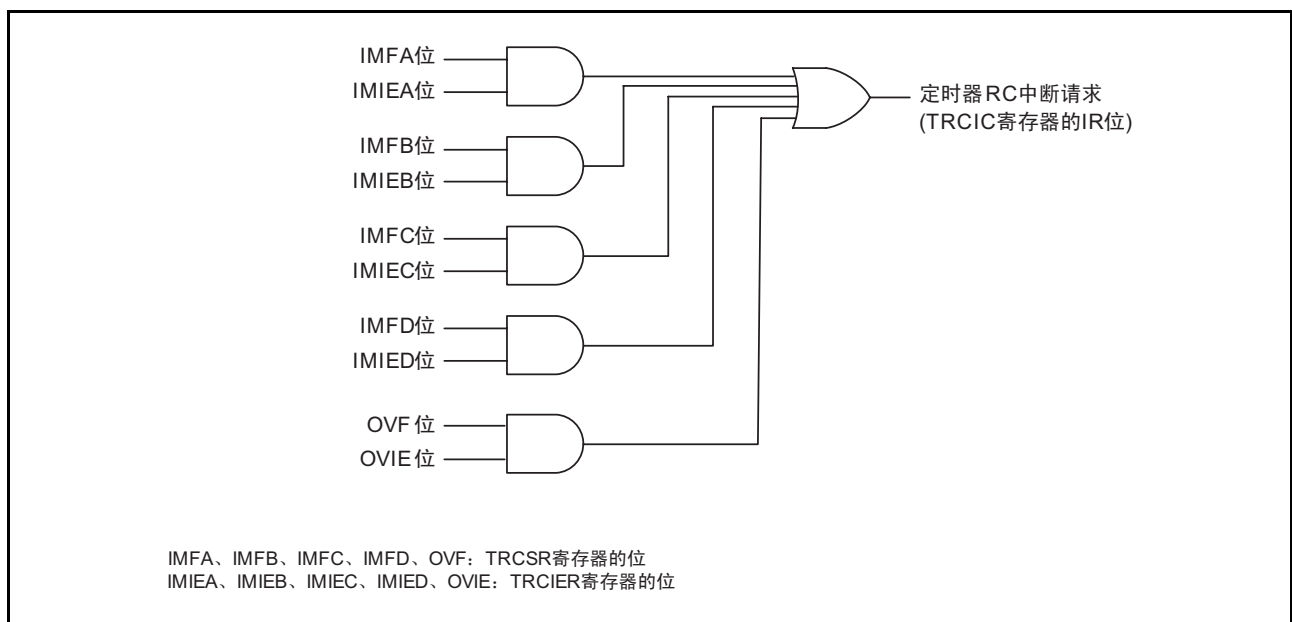 IMFA位
IMIEA位
定时器RC中断请求
(TRCIC寄存器的IR位)
IMFB位
IMIEB位
IMFC位
IMIEC位
IMFD位
IMIED位
OVF位
OVIE位
IMFA、IMFB、IMFC、IMFD、OVF：TRCSR寄存器的位
IMIEA、IMIEB、IMIEC、IMIED、OVIE：TRCIER寄存器的位